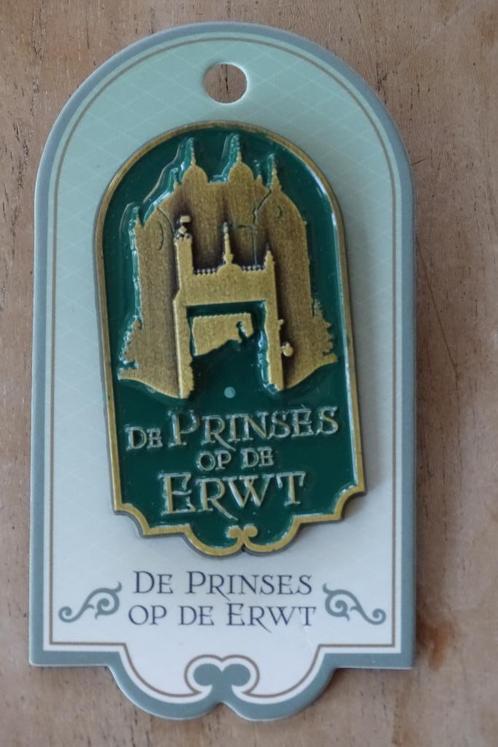 DE PRINSES
OP DE
ERWT
DE PRINSES
OP DE ERWT